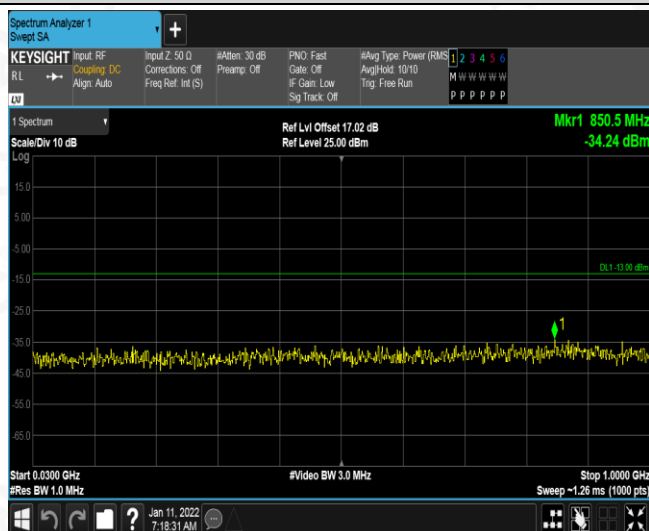 Spectrum Analyzer 1
Swept SA
+
KEYSIGHT
RL
LXI
Input: RF
Coupling: DC
Align: Auto
Input Z: 50 Ω
Corrections: Off
Freq Ref: Int (S)
#Atten: 30 dB
Preamp: Off
PNO: Fast
Gate: Off
IF Gain: Low
Sig Track: Off
#Avg Type: Power (RMS
Avg|Hold: 10/10
Trig: Free Run
1 2 3 4 5 6
M W W W W W
P P P P P P
1 Spectrum
Scale/Div 10 dB
Log
Ref Lvl Offset 17.02 dB
Ref Level 25.00 dBm
Mkr1 850.5 MHz
-34.24 dBm
15.0
5.00
-5.00
DL1 -13.00 dBm
-15.0
-25.0
1
-35.0
-45.0
-55.0
-65.0
Start 0.0300 GHz
#Res BW 1.0 MHz
#Video BW 3.0 MHz
Stop 1.0000 GHz
Sweep ~1.26 ms (1000 pts)
?
Jan 11, 2022
7:18:31 AM